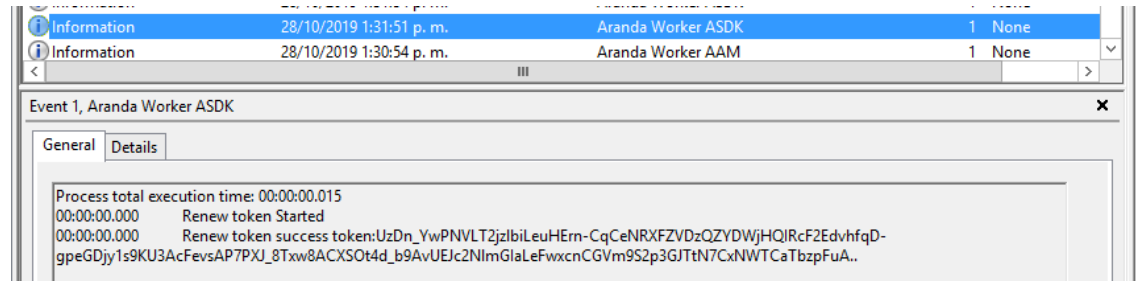 Information 28/10/2019 1:31:51 p. m. Aranda Worker ASDK 1 None
Information 28/10/2019 1:30:54 p. m. Aranda Worker AAM 1 None
Event 1, Aranda Worker ASDK
General Details
Process total execution time: 00:00:00.015
00:00:00.000 Renew token Started
00:00:00.000 Renew token success token:UzDn_YwPNVLT2jzlbiLeuHErn-CqCeNRXFZVDzQZYDWjHQIRcF2EdvhfqD-
gpeGDjy1s9KU3AcFevsAP7PXJ_8Txw8ACXSOt4d_b9AvUEJc2NImGlaLeFwxcnCGVm9S2p3GJTtN7CxNWTCaTbzpFuA..